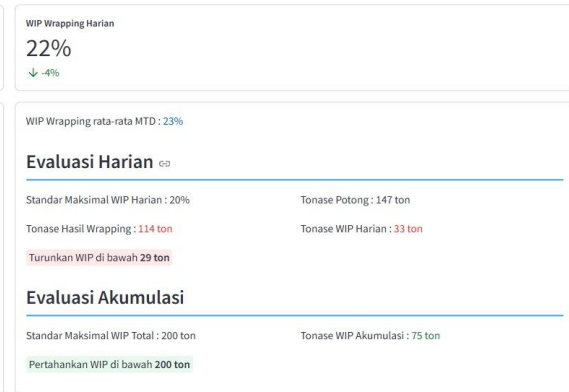 WIP Wrapping Harian
22%
↓ -4%
WIP Wrapping rata-rata MTD : 23%
Evaluasi Harian
Standar Maksimal WIP Harian : 20%
Tonase Potong : 147 ton
Tonase Hasil Wrapping : 114 ton
Tonase WIP Harian : 33 ton
Turunkan WIP di bawah 29 ton
Evaluasi Akumulasi
Standar Maksimal WIP Total : 200 ton
Tonase WIP Akumulasi : 75 ton
Pertahankan WIP di bawah 200 ton